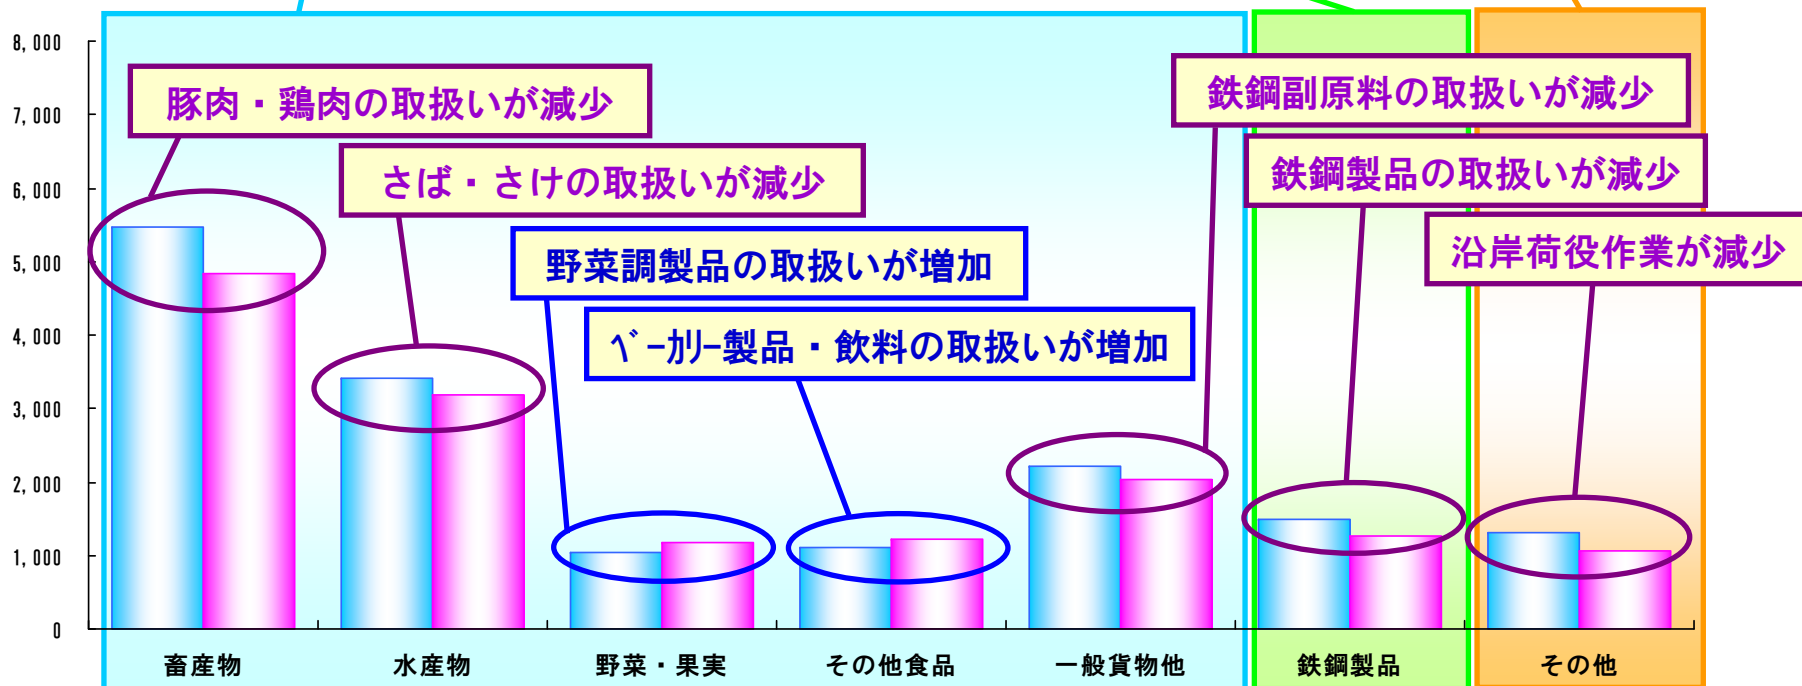 8,000
7,000
6,000
5,000
4,000
3,000
2,000
1,000
0
豚肉・鶏肉の取扱いが減少
さば・さけの取扱いが減少
野菜調製品の取扱いが増加
ﾍﾞｰｶﾘｰ製品・飲料の取扱いが増加
鉄鋼副原料の取扱いが減少
鉄鋼製品の取扱いが減少
沿岸荷役作業が減少
畜産物
水産物
野菜・果実
その他食品
一般貨物他
鉄鋼製品
その他